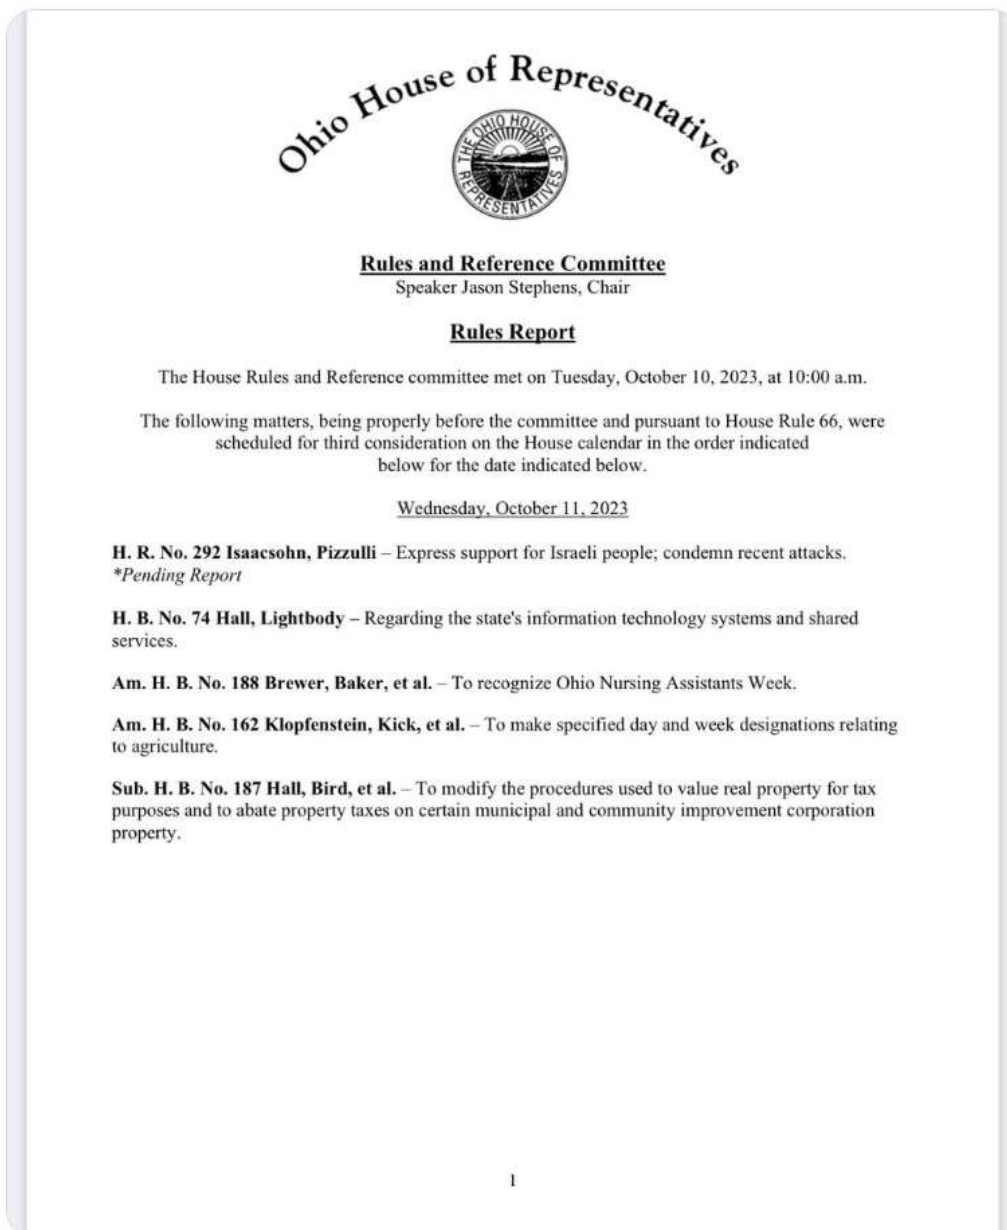 Ohio House of Representatives
THE OHIO HOUSE OF REPRESENTATIVES
Rules and Reference Committee
Speaker Jason Stephens, Chair
Rules Report
The House Rules and Reference committee met on Tuesday, October 10, 2023, at 10:00 a.m.
The following matters, being properly before the committee and pursuant to House Rule 66, were
scheduled for third consideration on the House calendar in the order indicated
below for the date indicated below.
Wednesday, October 11, 2023
H. R. No. 292 Isaacsohn, Pizzulli – Express support for Israeli people; condemn recent attacks.
*Pending Report
H. B. No. 74 Hall, Lightbody – Regarding the state's information technology systems and shared
services.
Am. H. B. No. 188 Brewer, Baker, et al. – To recognize Ohio Nursing Assistants Week.
Am. H. B. No. 162 Klopfenstein, Kick, et al. – To make specified day and week designations relating
to agriculture.
Sub. H. B. No. 187 Hall, Bird, et al. – To modify the procedures used to value real property for tax
purposes and to abate property taxes on certain municipal and community improvement corporation
property.
1